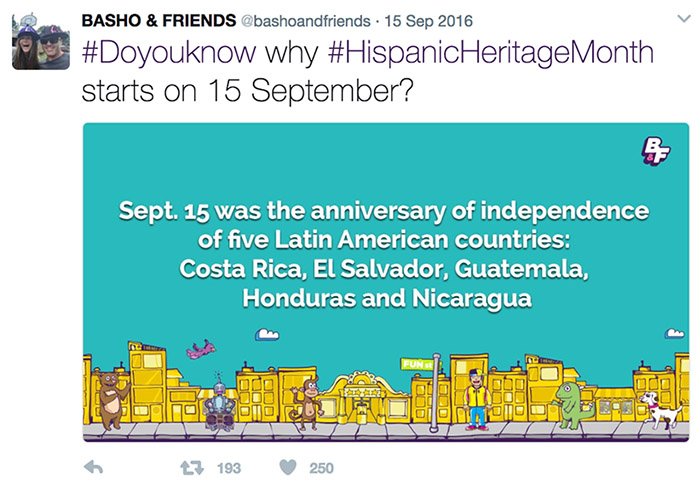 BASHO & FRIENDS @bashoandfriends · 15 Sep 2016
#Doyouknow why #HispanicHeritageMonth
starts on 15 September?
B&F
Sept. 15 was the anniversary of independence
of five Latin American countries:
Costa Rica, El Salvador, Guatemala,
Honduras and Nicaragua
FUN ST
193
250